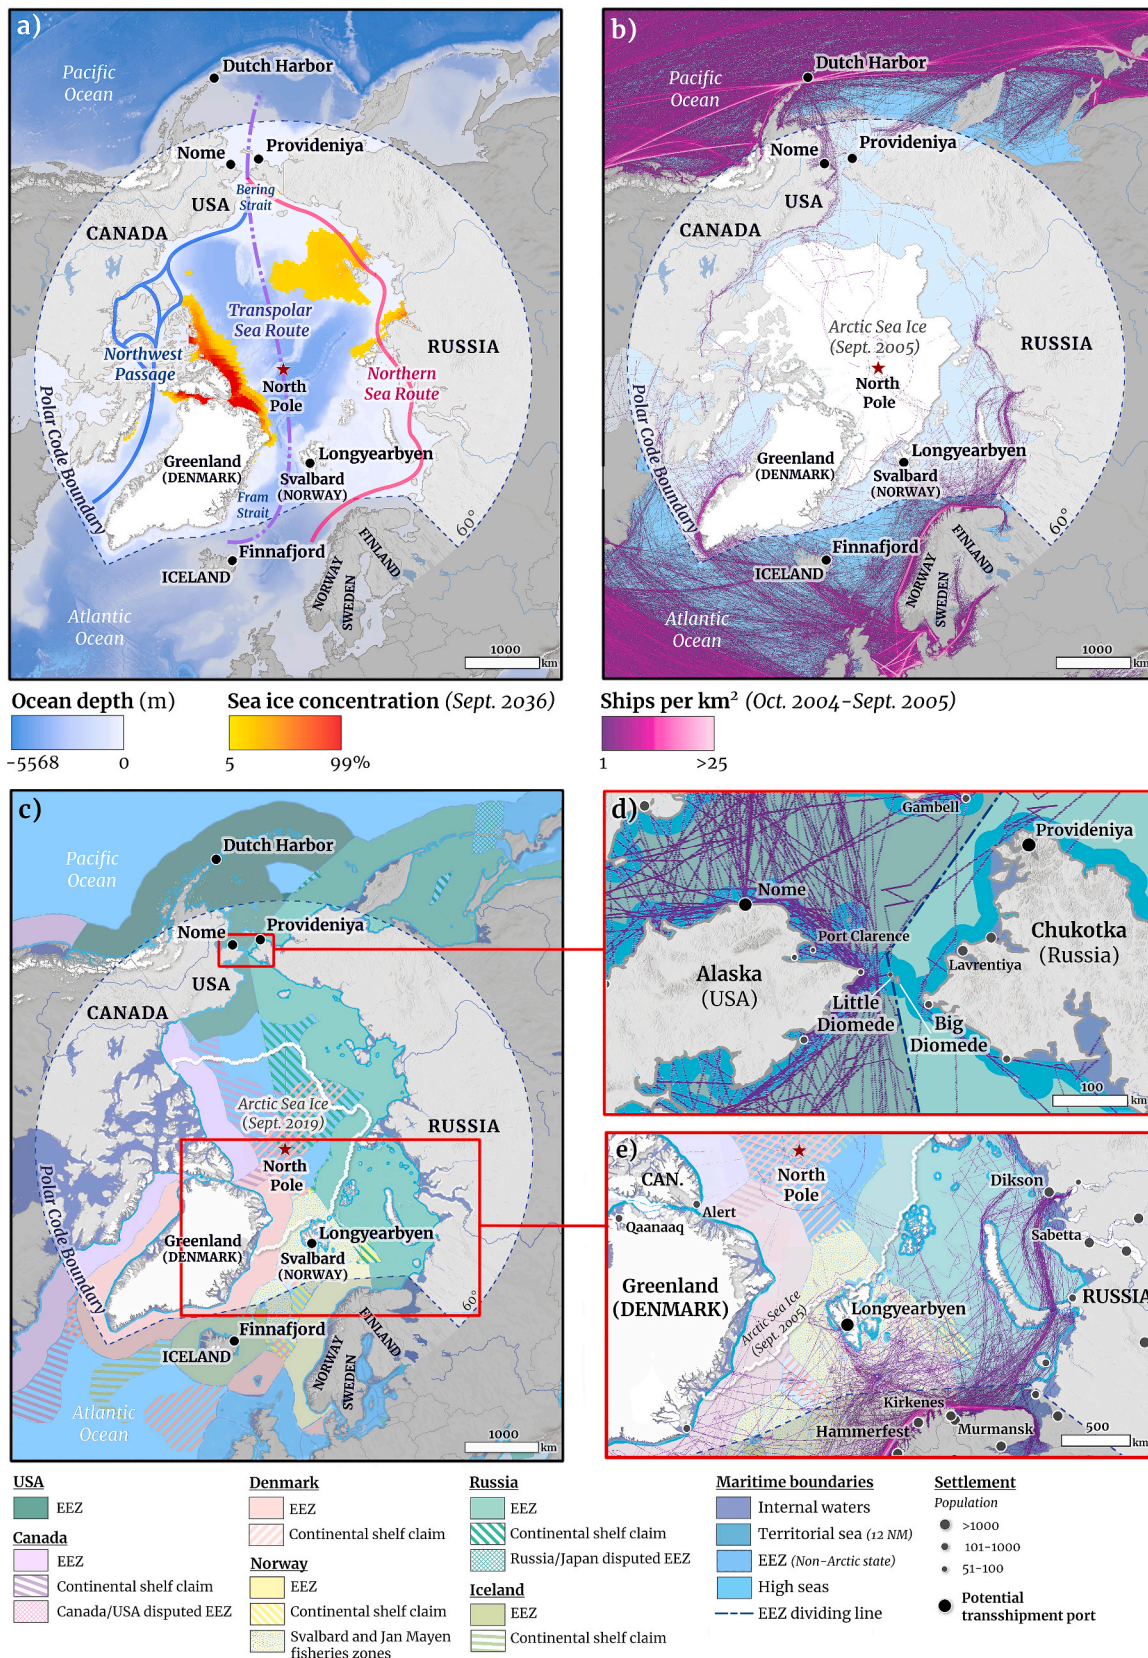 a)
Pacific
Ocean
Dutch Harbor
Nome
Provideniya
USA
Bering
Strait
CANADA
Transpolar
Sea Route
RUSSIA
Northwest
Passage
North
Pole
Northern
Sea Route
Polar Code Boundary
Greenland
(DENMARK)
Longyearbyen
Svalbard
(NORWAY)
Fram
Strait
60°
Finnafjord
ICELAND
NORWAY
SWEDEN
FINLAND
Atlantic
Ocean
1000
km
Ocean depth (m)
-5568
0
Sea ice concentration (Sept. 2036)
5
99%
b)
Pacific
Ocean
Dutch Harbor
Nome
Provideniya
USA
CANADA
Arctic Sea Ice
(Sept. 2005)
RUSSIA
North
Pole
Polar Code Boundary
Greenland
(DENMARK)
Longyearbyen
Svalbard
(NORWAY)
60°
Finnafjord
ICELAND
NORWAY
SWEDEN
FINLAND
Atlantic
Ocean
1000
km
Ships per km² (Oct. 2004-Sept. 2005)
1
>25
c)
Pacific
Ocean
Dutch Harbor
Nome
Provideniya
USA
CANADA
Arctic Sea Ice
(Sept. 2019)
RUSSIA
North
Pole
Polar Code Boundary
Greenland
(DENMARK)
Longyearbyen
Svalbard
(NORWAY)
60°
Finnafjord
ICELAND
NORWAY
SWEDEN
FINLAND
Atlantic
Ocean
1000
km
d)
Gambell
Provideniya
Nome
Port Clarence
Chukotka
(Russia)
Lavrentiya
Alaska
(USA)
Little
Diomede
Big
Diomede
100
km
e)
CAN.
North
Pole
Dikson
Alert
Qaanaaq
Sabetta
Greenland
(DENMARK)
Longyearbyen
RUSSIA
Arctic Sea Ice
(Sept. 2005)
Kirkenes
Hammerfest
Murmansk
500
km
USA
EEZ
Canada
EEZ
Continental shelf claim
Canada/USA disputed EEZ
Denmark
EEZ
Continental shelf claim
Norway
EEZ
Continental shelf claim
Svalbard and Jan Mayen
fisheries zones
Russia
EEZ
Continental shelf claim
Russia/Japan disputed EEZ
Iceland
EEZ
Continental shelf claim
Maritime boundaries
Internal waters
Territorial sea (12 NM)
EEZ (Non-Arctic state)
High seas
EEZ dividing line
Settlement
Population
>1000
101-1000
51-100
Potential
transshipment port